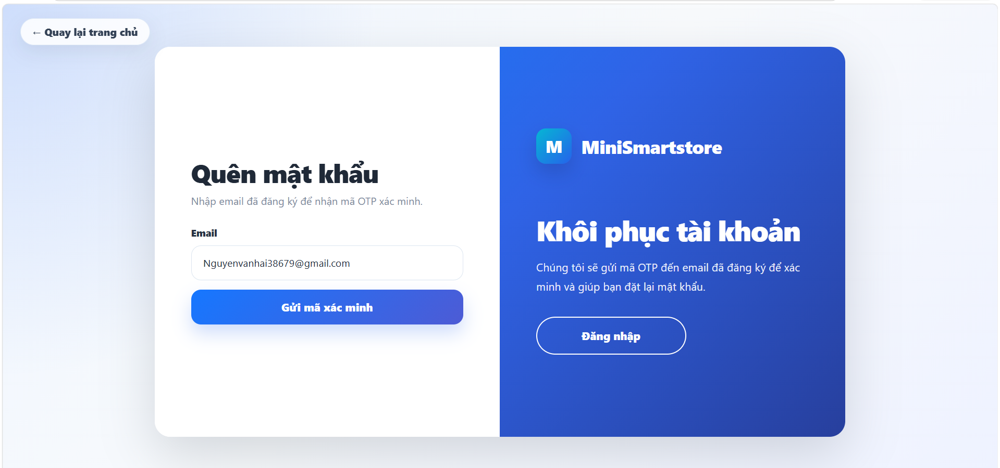 ← Quay lại trang chủ
Quên mật khẩu
Nhập email đã đăng ký để nhận mã OTP xác minh.
Email
Nguyenvanhai38679@gmail.com
Gửi mã xác minh
M MiniSmartstore
Khôi phục tài khoản
Chúng tôi sẽ gửi mã OTP đến email đã đăng ký để xác
minh và giúp bạn đặt lại mật khẩu.
Đăng nhập